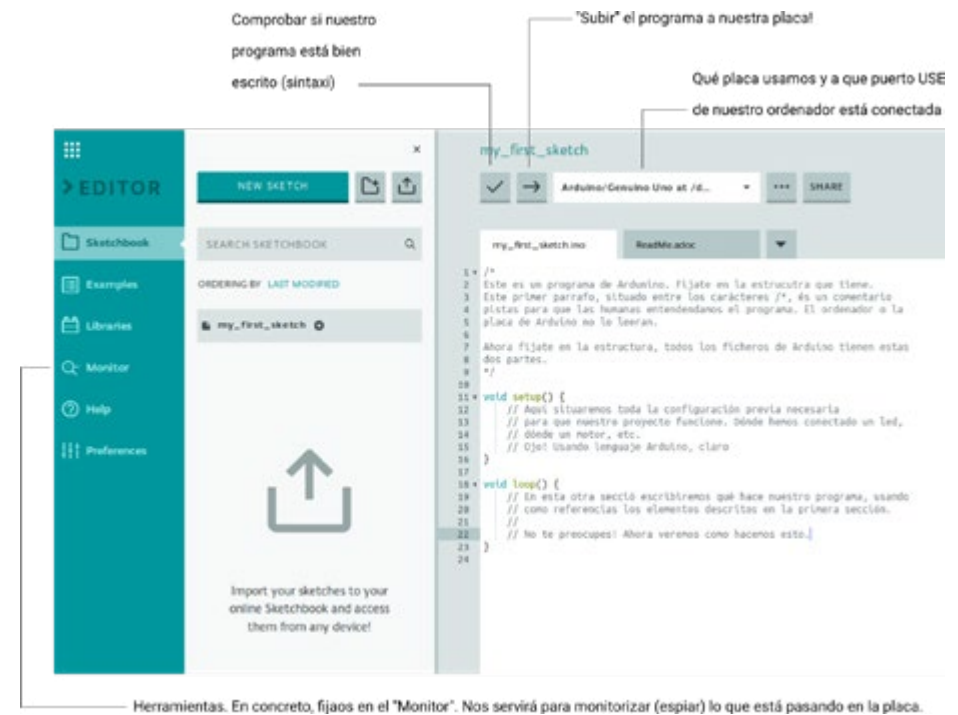 Comprobar si nuestro
programa está bien
escrito (sintaxi)
"Subir" el programa a nuestra placa!
Qué placa usamos y a que puerto USE
de nuestro ordenador está conectada
my_first_sketch
>EDITOR
NEW SKETCH
Arduino/Genuino Uno at /d...
SHARE
Sketchbook
SEARCH SKETCHBOOK
my_first_sketch.ino
ReadMe.adoc
Examples
ORDERING BY LAST MODIFIED
Libraries
my_first_sketch
Monitor
Help
Preferences
Import your sketches to your
online Sketchbook and access
them from any device!
1 /*
2 Este es un programa de Arduino. Fijate en la estrucutra que tiene.
3 Este primer parrafo, situado entre los carácteres /*, és un comentario
4 pistas para que las humanas entendendamos el programa. El ordenador o la
5 placa de Arduino no lo leeran.
6
7 Ahora fijate en la estructura, todos los ficheros de Arduino tienen estas
8 dos partes.
9 */
10
11 void setup() {
12 // Aquí situaremos toda la configuración previa necesaria
13 // para que nuestro proyecto funcione. Dónde hemos conectado un led,
14 // dónde un motor, etc.
15 // Ojo! Usando lenguaje Arduino, claro
16 }
17
18 void loop() {
19 // En esta otra secció escribiremos qué hace nuestro programa, usando
20 // como referencias los elementos descritos en la primera sección.
21 //
22 // No te preocupes! Ahora veremos como hacemos esto.
23 }
24
Herramientas. En concreto, fijaos en el "Monitor". Nos servirá para monitorizar (espiar) lo que está pasando en la placa.